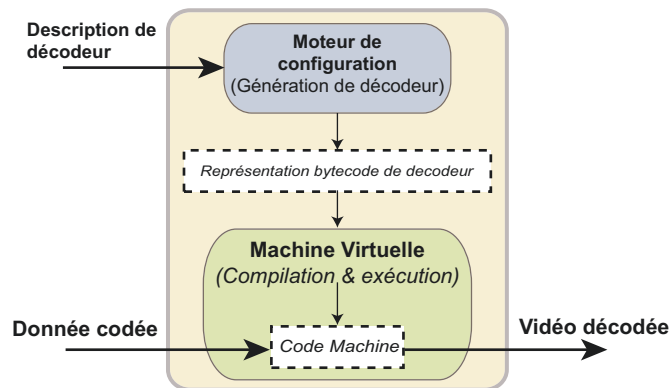 Description de
décodeur
Moteur de
configuration
(Génération de décodeur)
Représentation bytecode de decodeur
Machine Virtuelle
(Compilation & exécution)
Donnée codée
Code Machine
Vidéo décodée